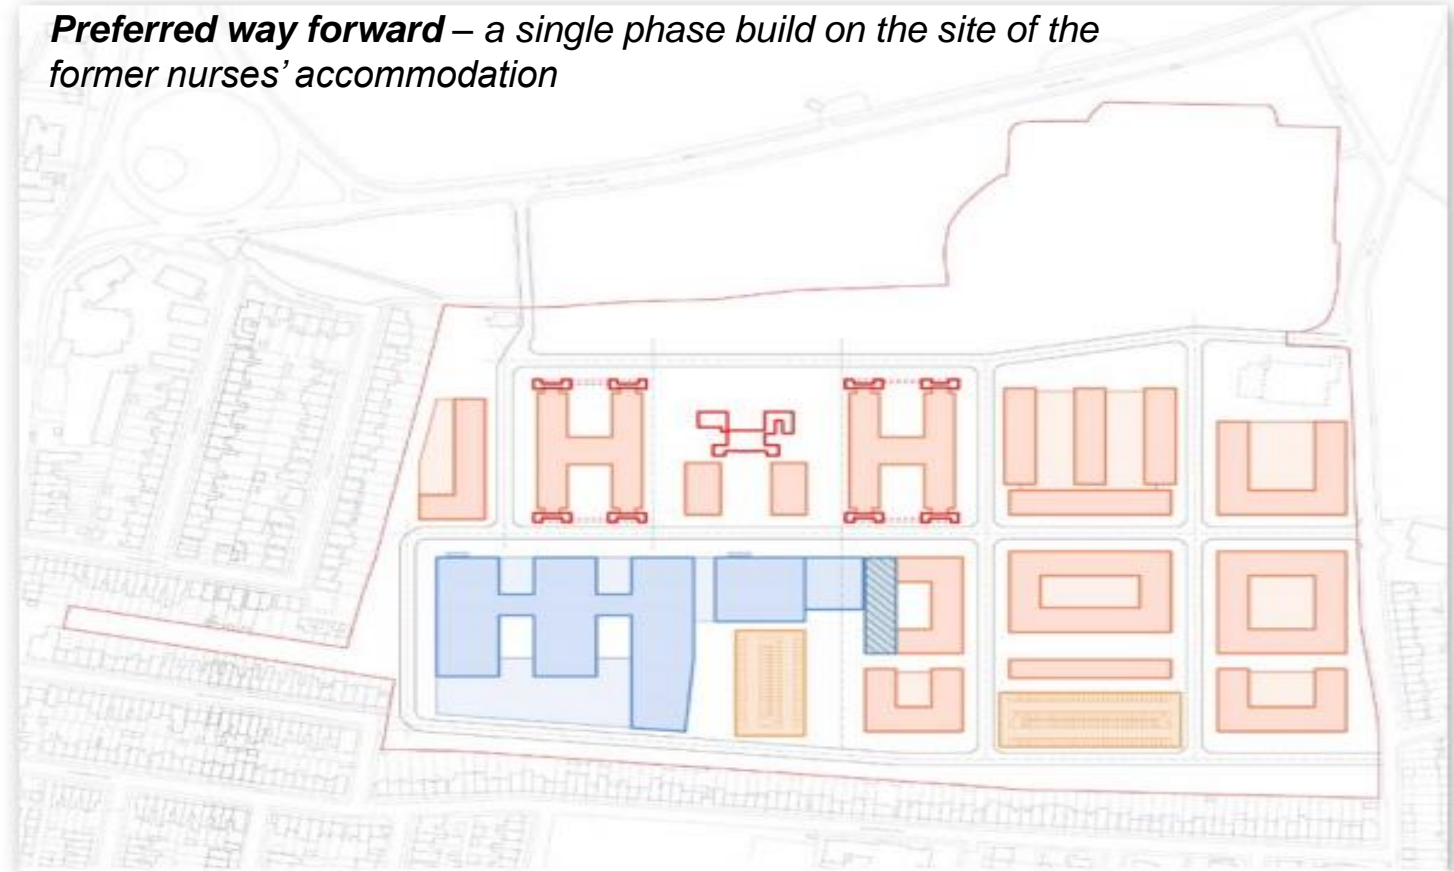 Preferred way forward – a single phase build on the site of the
former nurses’ accommodation